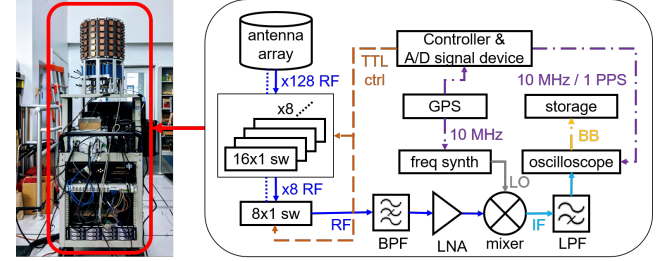 antenna
array
x128 RF
x8
16x1 sw
x8 RF
8x1 sw
TTL
ctrl
Controller &
A/D signal device
10 MHz / 1 PPS
GPS
storage
10 MHz
BB
freq synth
oscilloscope
LO
RF
BPF
LNA
mixer
IF
LPF